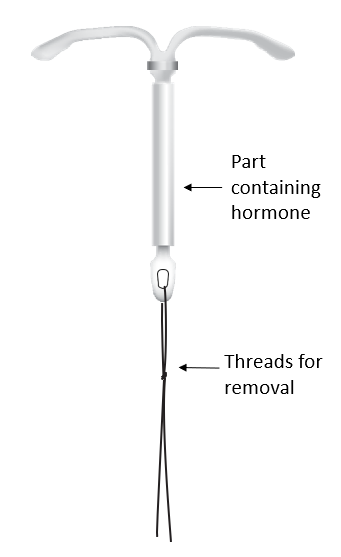 Part
containing
hormone
Threads for
removal